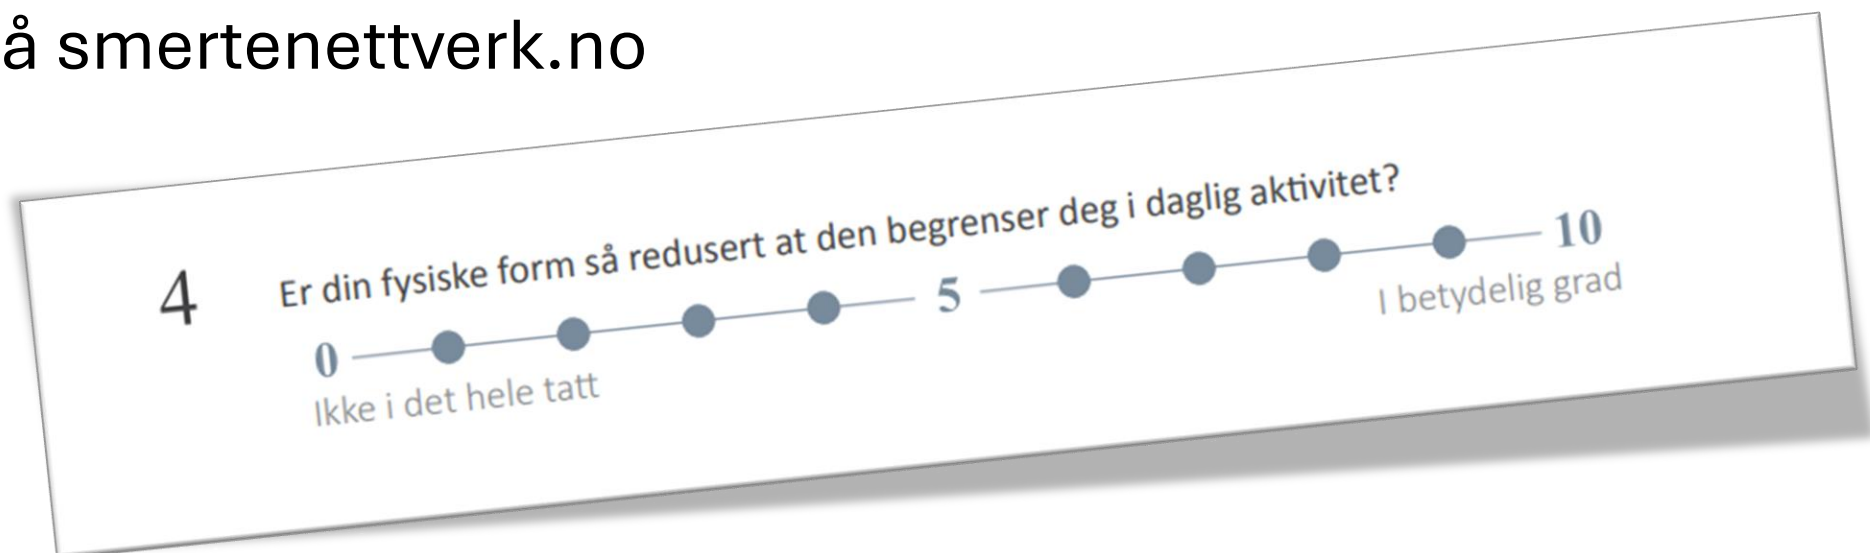 å smertenettverk.no
4 Er din fysiske form så redusert at den begrenser deg i daglig aktivitet?
0 5 10
Ikke i det hele tatt I betydelig grad